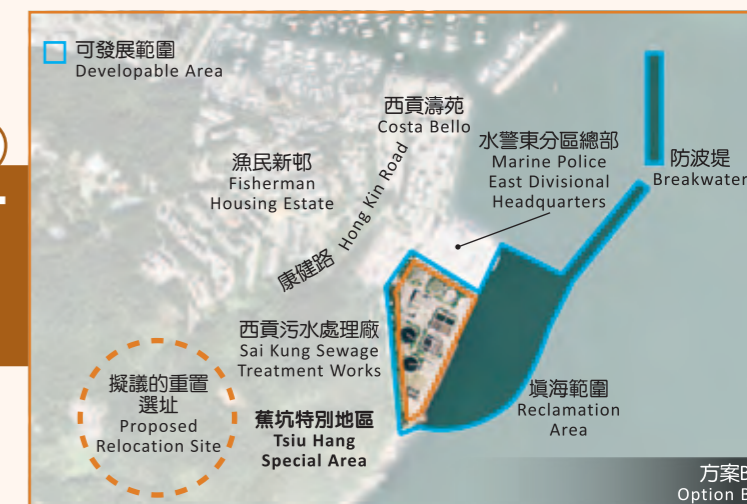 可發展範圍
Developable Area
西貢濤苑
Costa Bello
水警東分區總部
Marine Police
East Divisional
Headquarters
防波堤
Breakwater
漁民新邨
Fisherman
Housing Estate
康健路 Hong Kin Road
西貢污水處理廠
Sai Kung Sewage
Treatment Works
擬議的重置
選址
Proposed
Relocation Site
蕉坑特別地區
Tsiu Hang
Special Area
填海範圍
Reclamation
Area
方案B
Option B